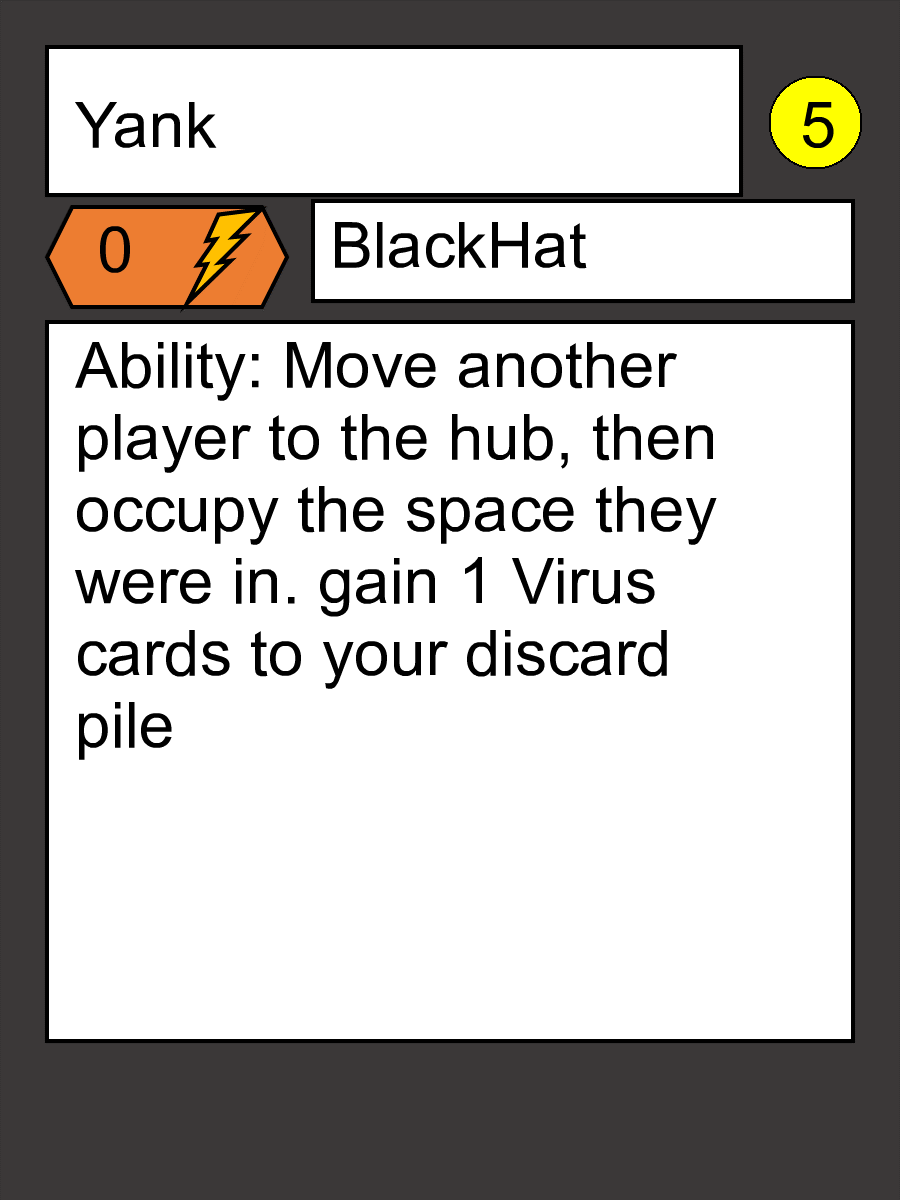 Yank
5
0
BlackHat
Ability: Move another
player to the hub, then
occupy the space they
were in. gain 1 Virus
cards to your discard
pile